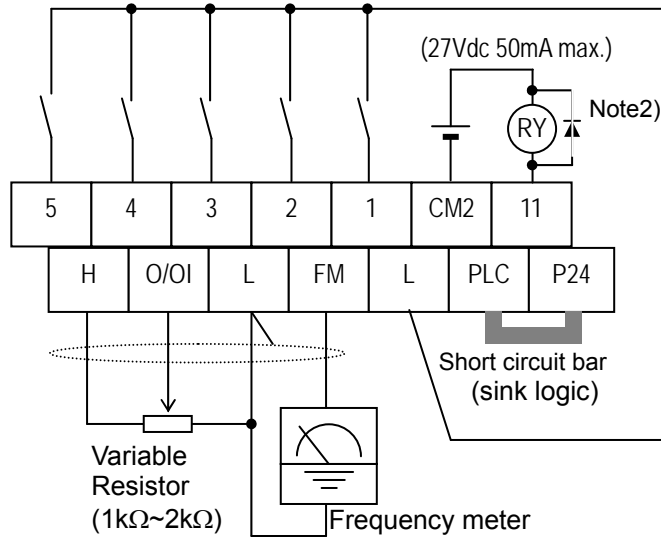 (27Vdc 50mA max.)
Note2)
RY
5 4 3 2 1 CM2 11
H O/OI L FM L PLC P24
Short circuit bar
(sink logic)
Variable
Resistor
(1kΩ~2kΩ)
Frequency meter